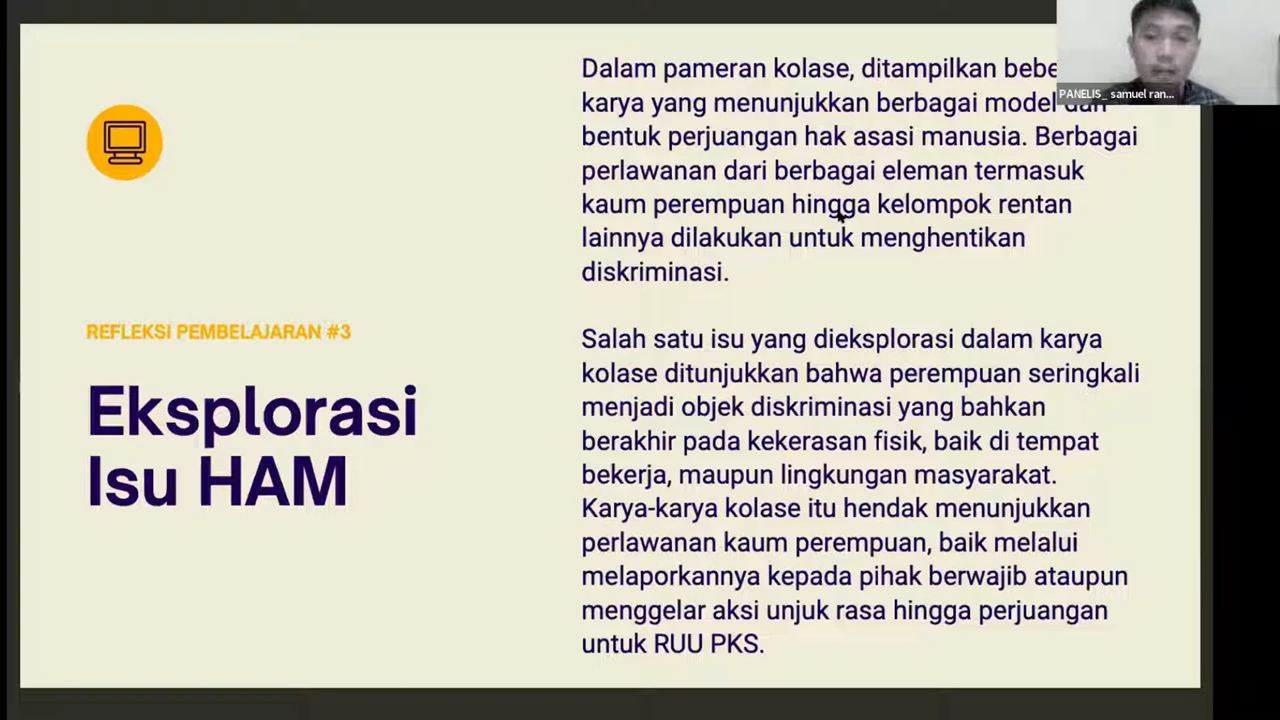 REFLEKSI PEMBELAJARAN #3
Eksplorasi
Isu HAM
Dalam pameran kolase, ditampilkan
karya yang menunjukkan berbagai model dan
bentuk perjuangan hak asasi manusia. Berbagai
perlawanan dari berbagai eleman termasuk
kaum perempuan hingga kelompok rentan
lainnya dilakukan untuk menghentikan
diskriminasi.
Salah satu isu yang dieksplorasi dalam karya
kolase ditunjukkan bahwa perempuan seringkali
menjadi objek diskriminasi yang bahkan
berakhir pada kekerasan fisik, baik di tempat
bekerja, maupun lingkungan masyarakat.
Karya-karya kolase itu hendak menunjukkan
perlawanan kaum perempuan, baik melalui
melaporkannya kepada pihak berwajib ataupun
menggelar aksi unjuk rasa hingga perjuangan
untuk RUU PKS.
PANELIS_ samuel ran...